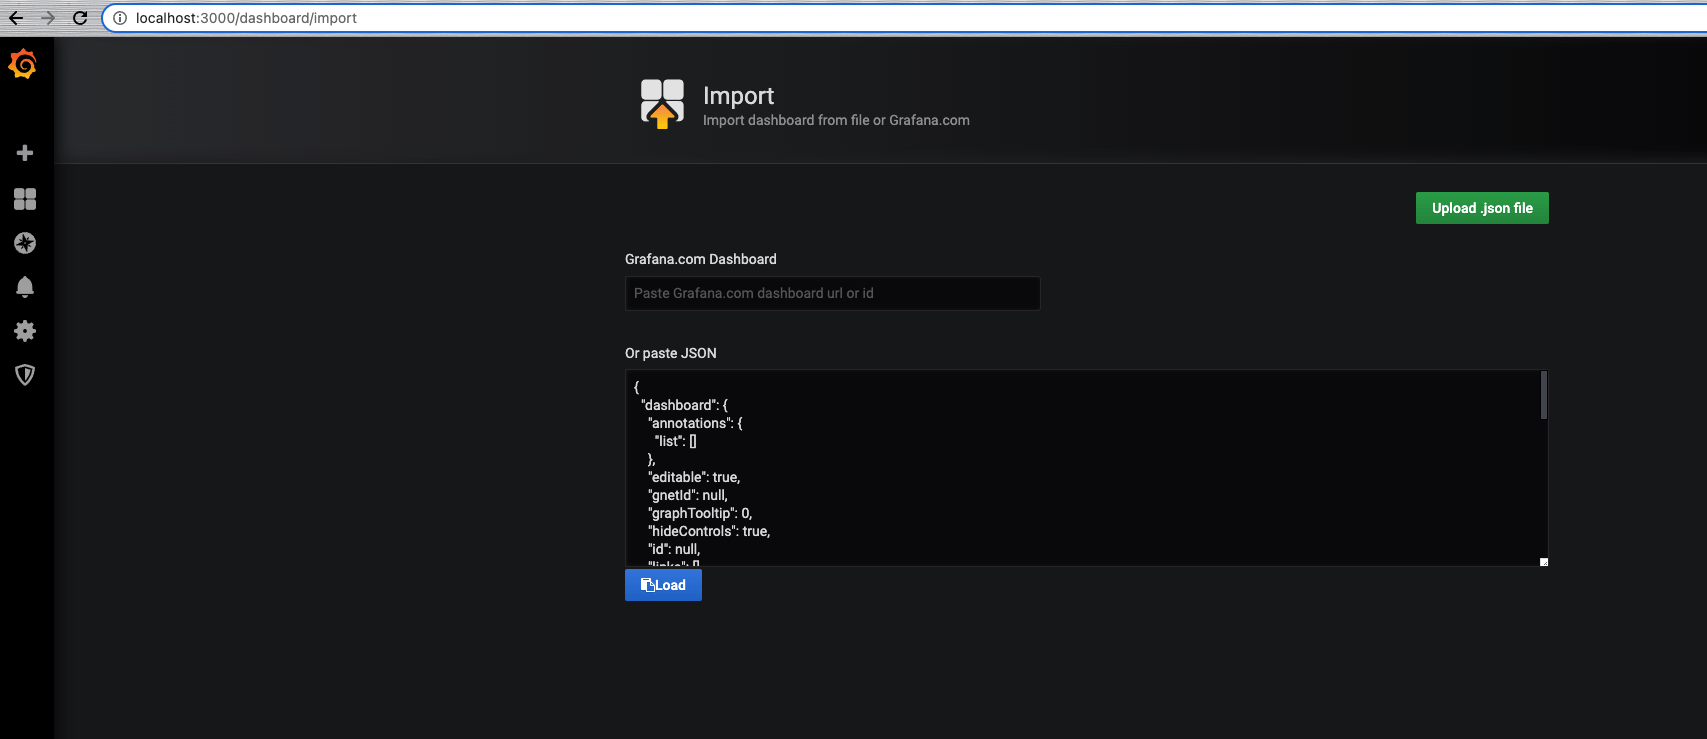 localhost:3000/dashboard/import
Import
Import dashboard from file or Grafana.com
Upload .json file
Grafana.com Dashboard
Paste Grafana.com dashboard url or id
Or paste JSON
{
"dashboard": {
"annotations": {
"list": []
},
"editable": true,
"gnetId": null,
"graphTooltip": 0,
"hideControls": true,
"id": null,
"links": []
Load